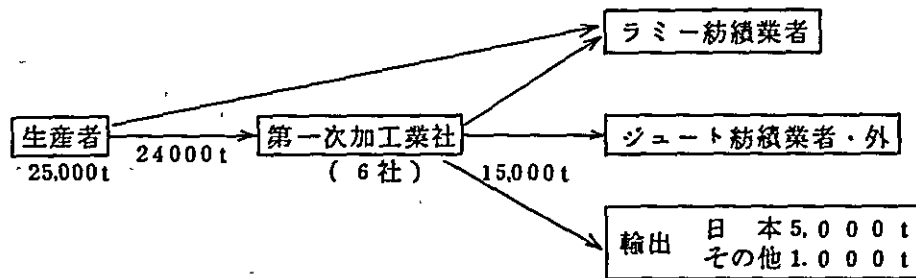 ラミー紡績業者
生産者
25,000t
24000t
第一次加工業社
(6社)
15,000t
ジュート紡績業者・外
輸出 日本5,000t
その他1.000t